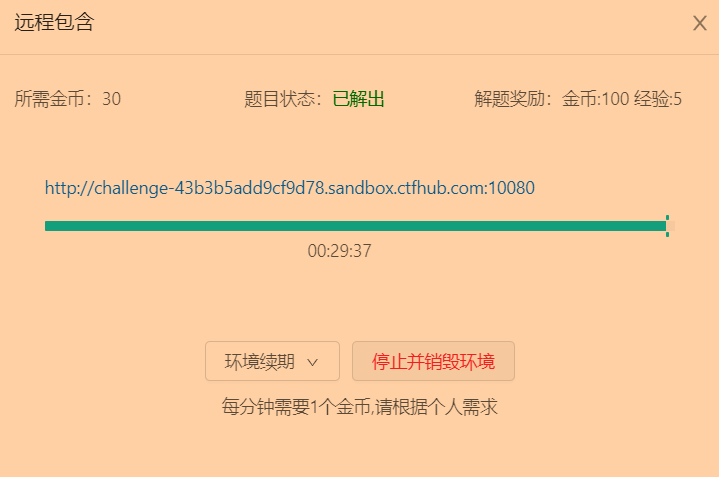 远程包含
所需金币：30 题目状态：已解出 解题奖励：金币:100 经验:5
http://challenge-43b3b5add9cf9d78.sandbox.ctfhub.com:10080
00:29:37
环境续期 停止并销毁环境
每分钟需要1个金币,请根据个人需求